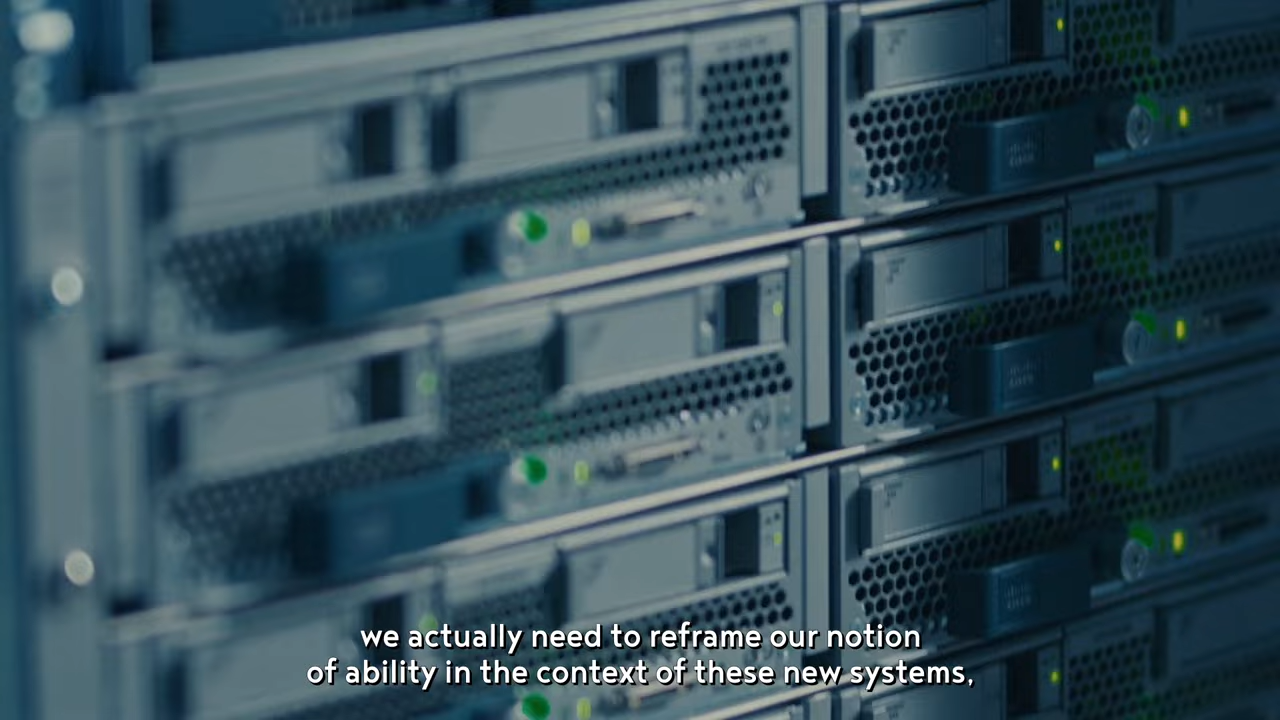 we actually need to reframe our notion
of ability in the context of these new systems,